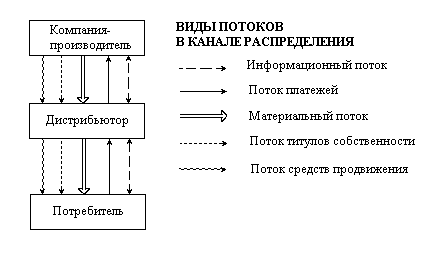 Компания-
производитель
Дистрибьютор
Потребитель
ВИДЫ ПОТОКОВ
В КАНАЛЕ РАСПРЕДЕЛЕНИЯ
Информационный поток
Поток платежей
Материальный поток
Поток титулов собственности
Поток средств продвижения